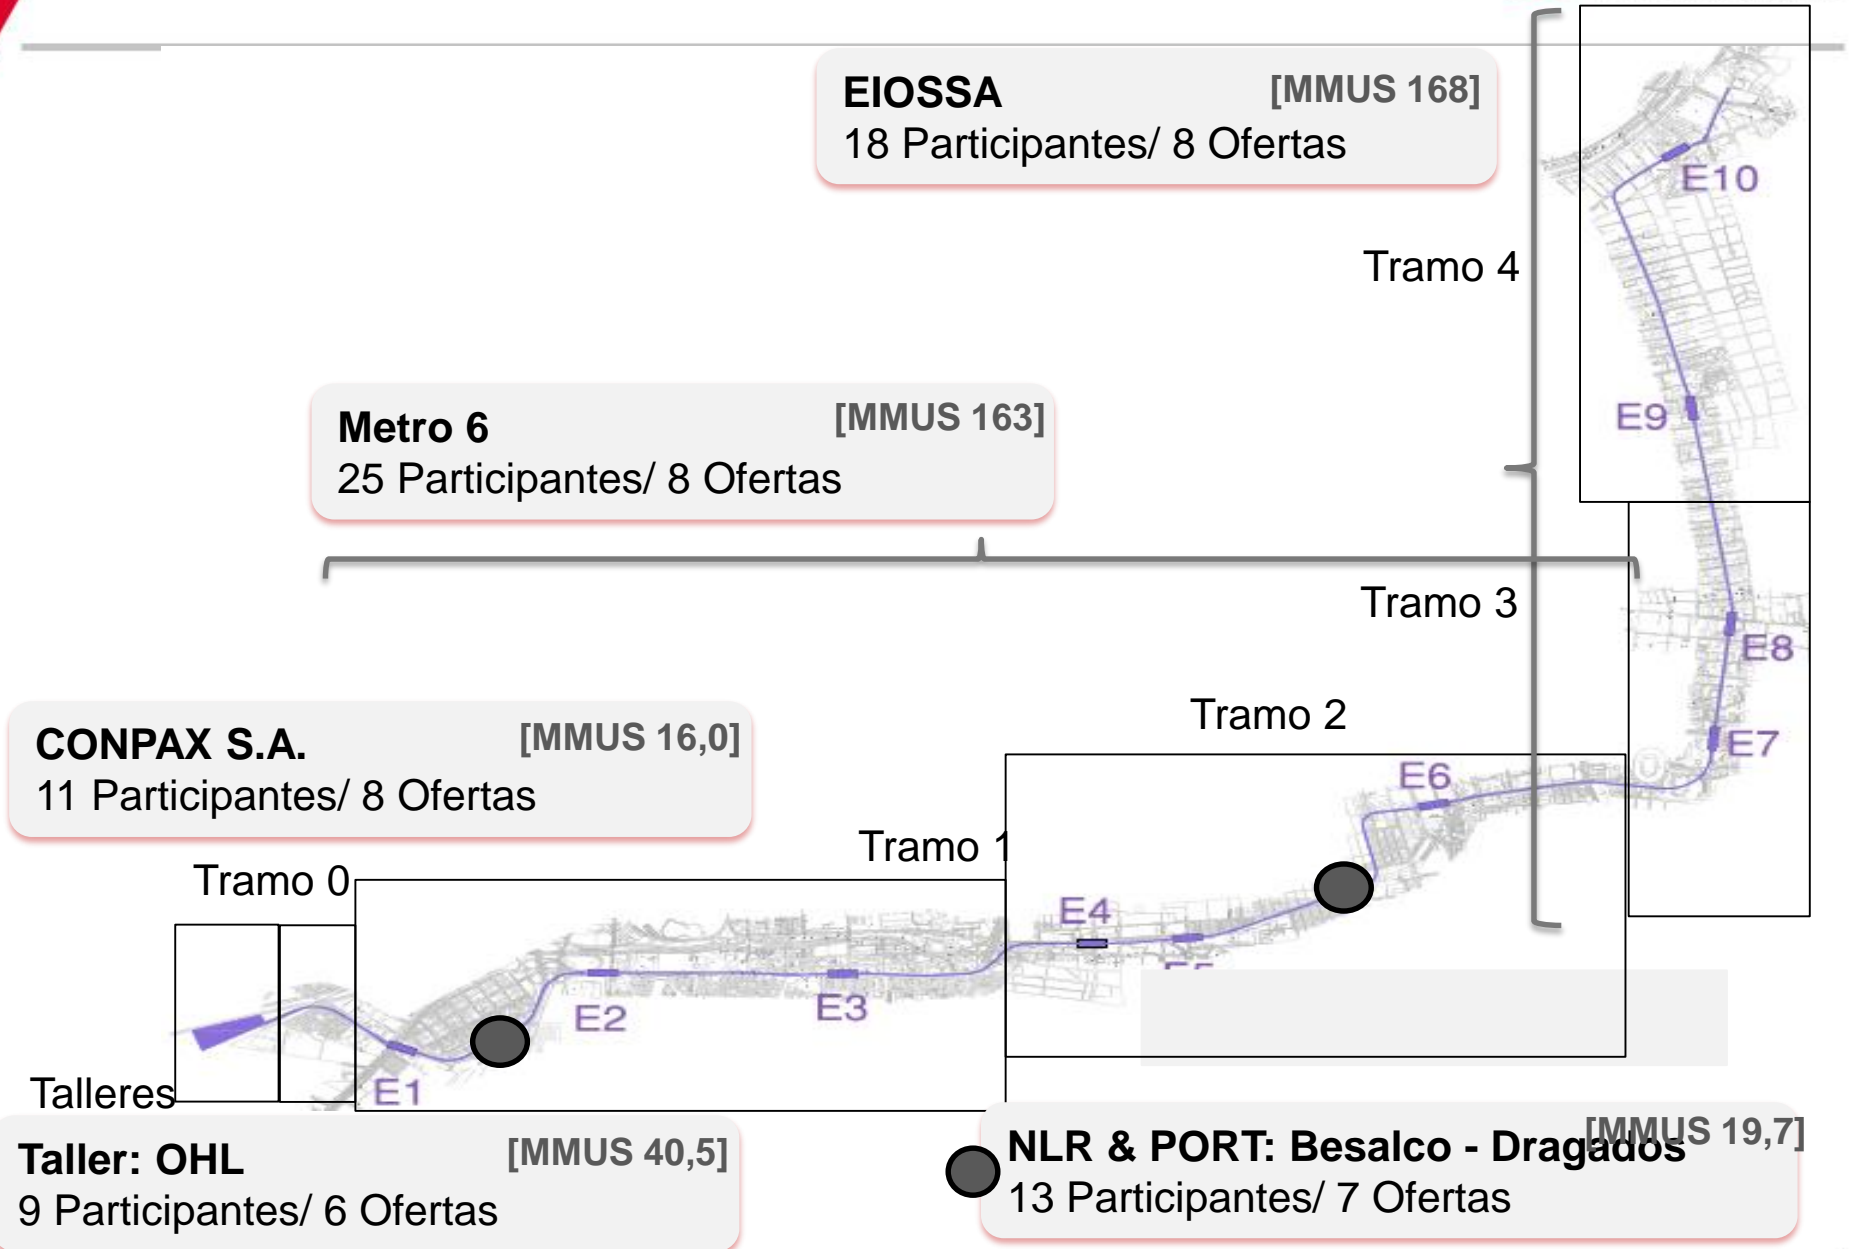 EIOSSA [MMUS 168]
18 Participantes/ 8 Ofertas
E10
Tramo 4
Metro 6 [MMUS 163]
25 Participantes/ 8 Ofertas
E9
Tramo 3
E8
CONPAX S.A. [MMUS 16,0]
11 Participantes/ 8 Ofertas
Tramo 2
E7
E6
Tramo 1
Tramo 0
E4
E2
E3
E1
Talleres
Taller: OHL [MMUS 40,5]
9 Participantes/ 6 Ofertas
NLR & PORT: Besalco - Dragados [MMUS 19,7]
13 Participantes/ 7 Ofertas